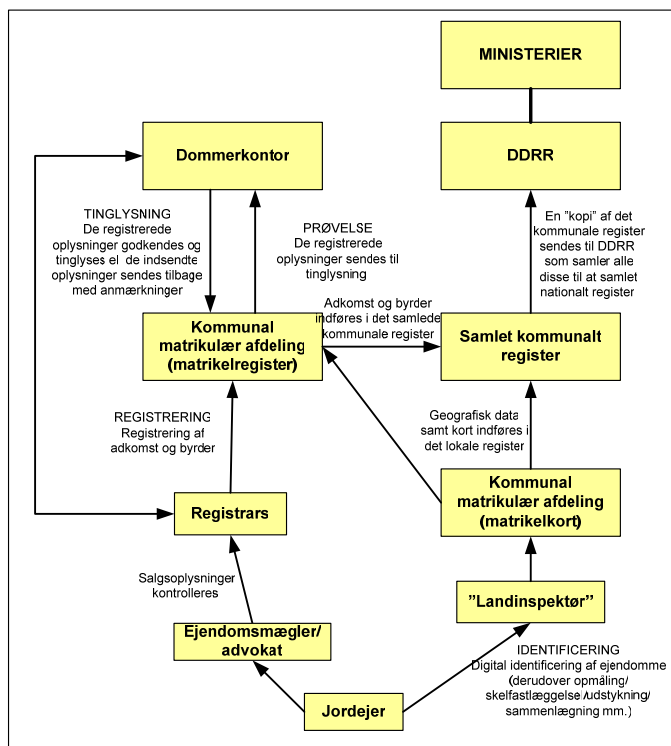 MINISTERIER
Dommerkontor
DDRR
TINGLYSNING
De registrerede
oplysninger godkendes og
tinglyses el. de indsendte
oplysninger sendes tilbage
med anmærkninger
PRØVELSE
De registrerede
oplysninger sendes til
tinglysning
En "kopi" af det
kommunale register
sendes til DDRR
som samler alle
disse til at samlet
nationalt register
Adkomst og byrder
indføres i det samlede
kommunale register
Kommunal
matrikulær afdeling
(matrikelregister)
Samlet kommunalt
register
REGISTRERING
Registrering af
adkomst og byrder
Geografisk data
samt kort indføres i
det lokale register
Kommunal
matrikulær afdeling
(matrikelkort)
Registrars
Salgsoplysninger
kontrolleres
"Landinspektør"
Ejendomsmægler/
advokat
IDENTIFICERING
Digital identificering af ejendomme
(derudover opmåling/
skelfastlæggelse/udstykning/
sammenlægning mm.)
Jordejer